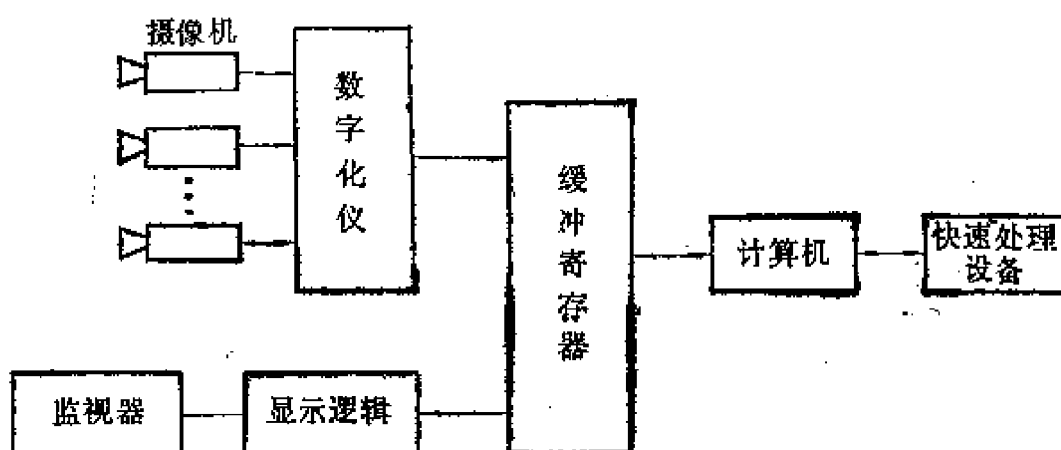 摄像机
数字化仪
缓冲寄存器
计算机
快速处理
设备
监视器
显示逻辑